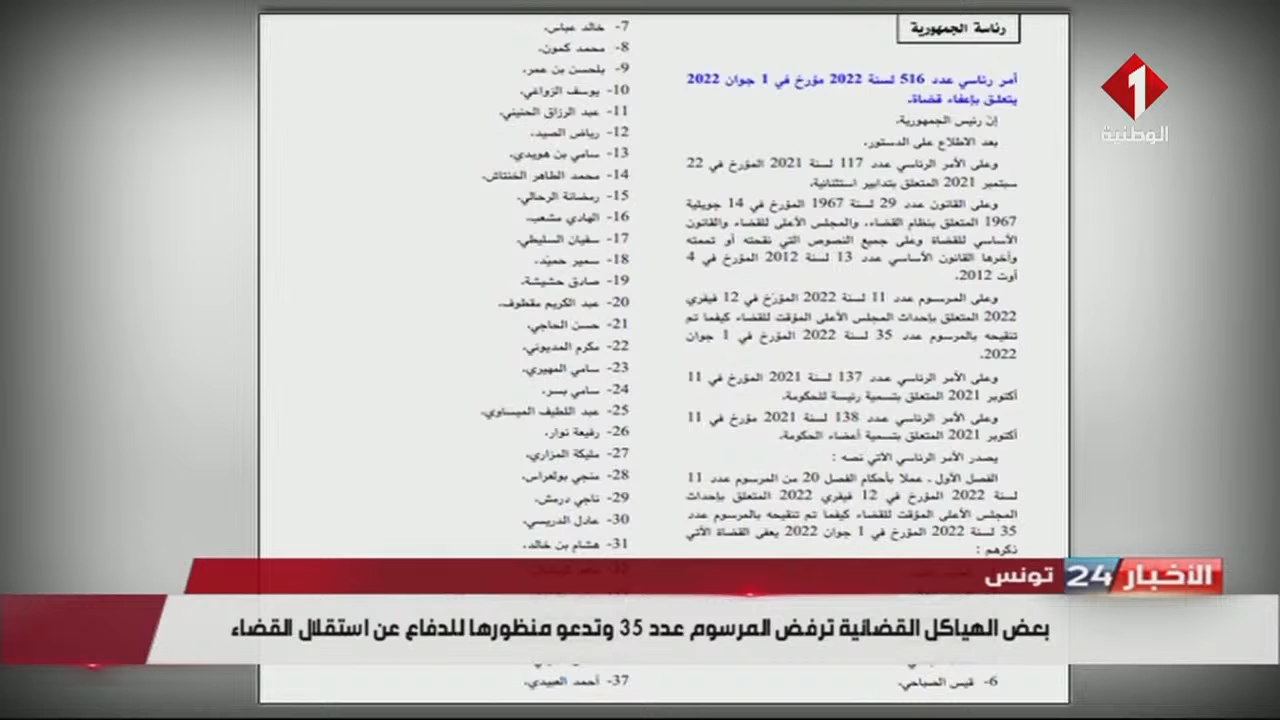 رئاسة الجمهورية
أمر رئاسي عدد 516 لسنة 2022 مؤرخ في 1 جوان 2022
يتعلق بإعفاء قضاة.
إنّ رئيس الجمهورية،
بعد الاطلاع على الدستور،
وعلى الأمر الرئاسي عدد 117 لسنة 2021 المؤرخ في 22
سبتمبر 2021 المتعلق بتدابير استثنائية،
وعلى القانون عدد 29 لسنة 1967 المؤرخ في 14 جويلية
1967 المتعلق بنظام القضاء، والمجلس الأعلى للقضاء والقانون
الأساسي للقضاة وعلى جميع النصوص التي نقحته أو تممته
وآخرها القانون الأساسي عدد 13 لسنة 2012 المؤرخ في 4
أوت 2012،
وعلى المرسوم عدد 11 لسنة 2022 المؤرخ في 12 فيفري
2022 المتعلق بإحداث المجلس الأعلى المؤقت للقضاء كيفما تم
تنقيحه بالمرسوم عدد 35 لسنة 2022 المؤرخ في 1 جوان
2022،
وعلى الأمر الرئاسي عدد 137 لسنة 2021 المؤرخ في 11
أكتوبر 2021 المتعلق بتسمية رئيسة للحكومة،
وعلى الأمر الرئاسي عدد 138 لسنة 2021 مؤرخ في 11
أكتوبر 2021 المتعلق بتسمية أعضاء الحكومة.
يصدر الأمر الرئاسي الآتي نصه :
الفصل الأول ـ عملا بأحكام الفصل 20 من المرسوم عدد 11
لسنة 2022 المؤرخ في 12 فيفري 2022 المتعلق بإحداث
المجلس الأعلى المؤقت للقضاء كيفما تم تنقيحه بالمرسوم عدد
35 لسنة 2022 المؤرخ في 1 جوان 2022 يعفى القضاة الآتي
ذكرهم :
6- قيس الصباحي،
7- خالد عباس،
8- محمد كمون،
9- بلحسن بن عمر،
10- يوسف الزواغي،
11- عبد الرزاق الحنيني،
12- رياض الصيد،
13- سامي بن هويدي،
14- محمد الطاهر الخنتاش،
15- رمضانة الرحالي،
16- الهادي مشعب،
17- سفيان السليطي،
18- سمير حميّد،
19- صادق حشيشة،
20- عبد الكريم مقطوف،
21- حسن الحاجي،
22- مكرم المديوني،
23- سامي المهيري،
24- سامي بسر،
25- عبد اللطيف الميساوي،
26- رفيعة نوار،
27- مليكة المزاري،
28- منجي بولعراس،
29- ناجي درمش،
30- عادل الدريسي،
31- هشام بن خالد،
37- أحمد العبيدي،
1
الوطنية
الأخبار 24 تونس
بعض الهياكل القضائية ترفض المرسوم عدد 35 وتدعو منظورها للدفاع عن استقلال القضاء